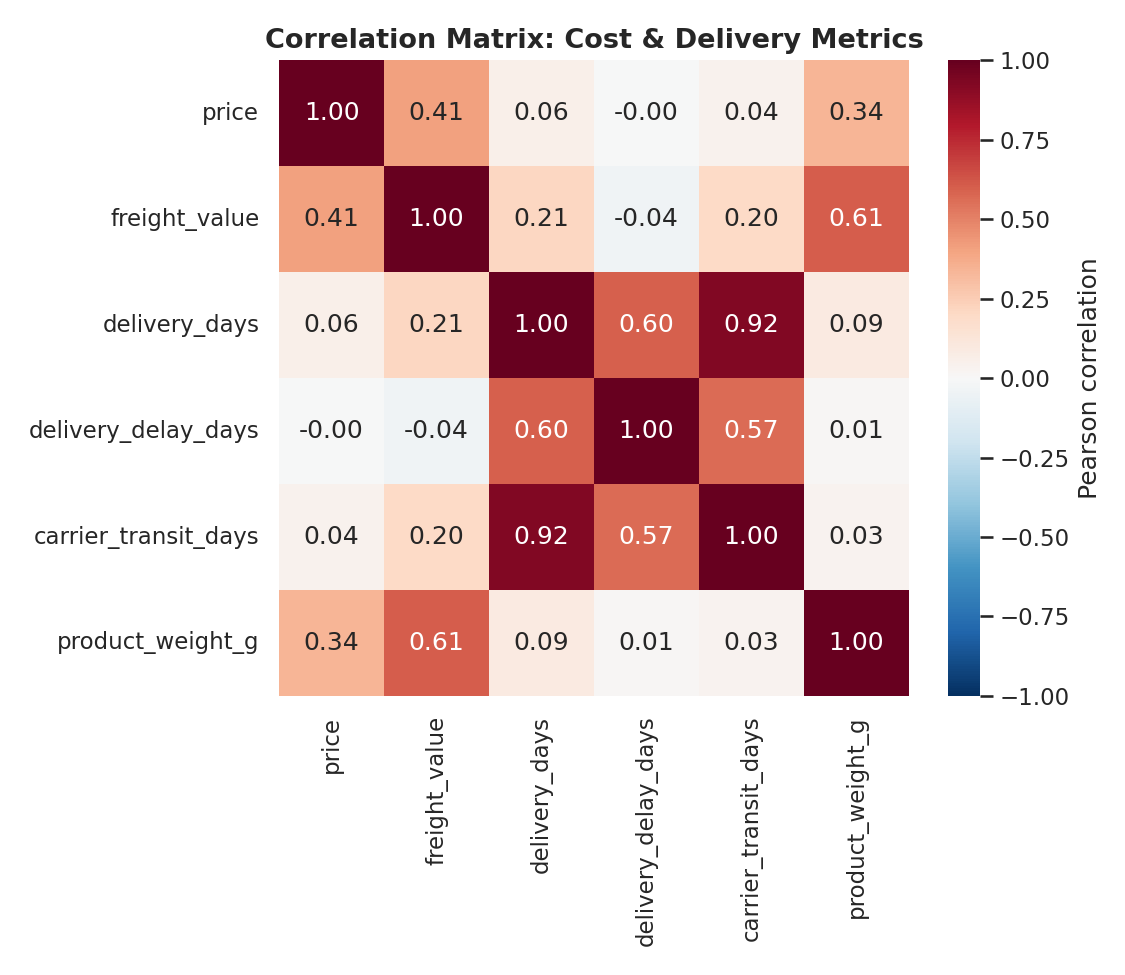 Correlation Matrix: Cost & Delivery Metrics
price 1.00 0.41 0.06 -0.00 0.04 0.34
freight_value 0.41 1.00 0.21 -0.04 0.20 0.61
delivery_days 0.06 0.21 1.00 0.60 0.92 0.09
delivery_delay_days -0.00 -0.04 0.60 1.00 0.57 0.01
carrier_transit_days 0.04 0.20 0.92 0.57 1.00 0.03
product_weight_g 0.34 0.61 0.09 0.01 0.03 1.00
price
freight_value
delivery_days
delivery_delay_days
carrier_transit_days
product_weight_g
1.00
0.75
0.50
0.25
0.00
−0.25
−0.50
−0.75
−1.00
Pearson correlation